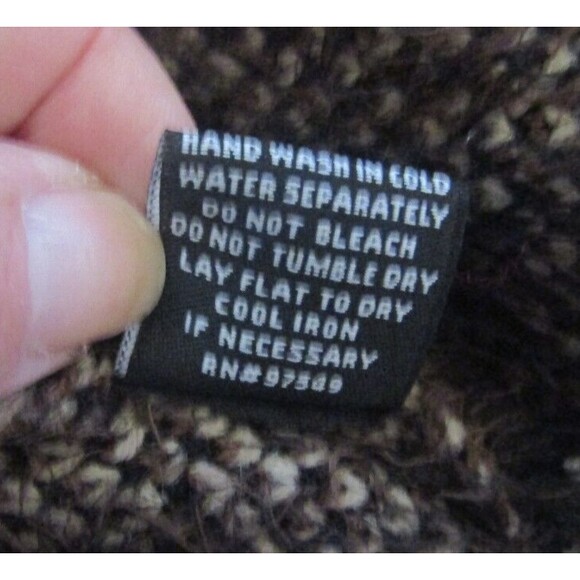 HAND WASH IN COLD
WATER SEPARATELY
DO NOT BLEACH
DO NOT TUMBLE DRY
LAY FLAT TO DRY
COOL IRON
IF NECESSARY
RN#97549